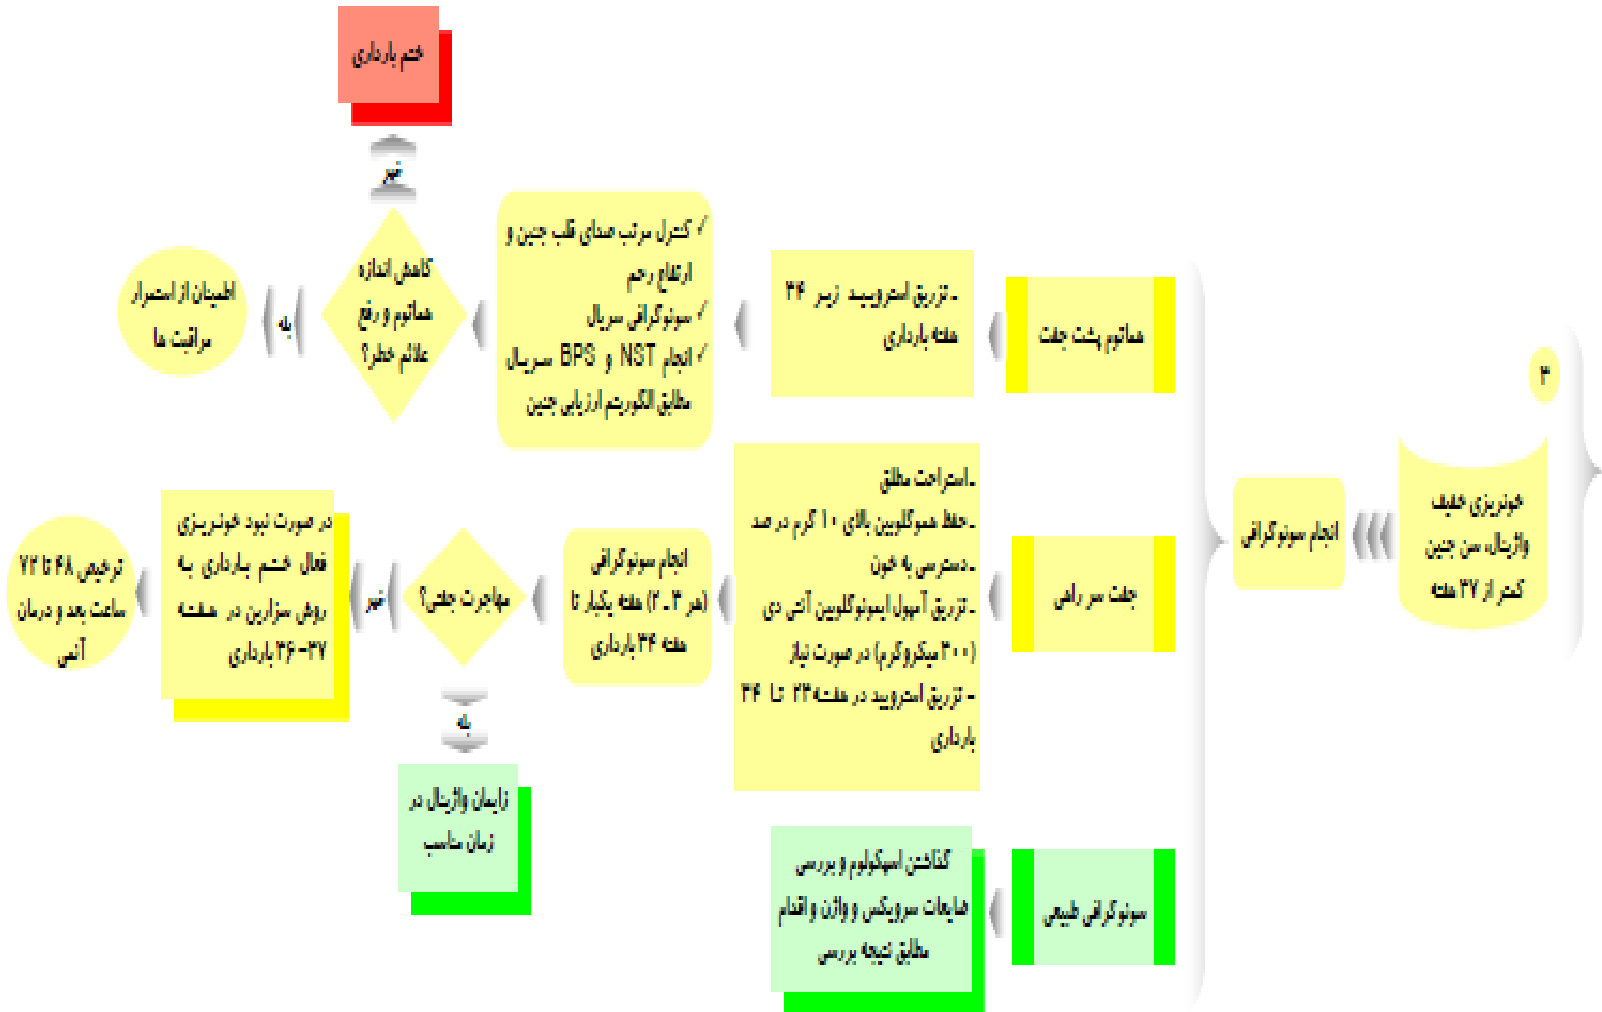 ۳
خونریزی خفیف
واژینال، سن جنین
کمتر از ۳۷ هفته
انجام سونوگرافی
هماتوم پشت جفت
ـ تزریق استرویید زیر ۳۴
هفته بارداری
✓ کنترل مرتب صدای قلب جنین و
ارتفاع رحم
✓ سونوگرافی سریال
✓ انجام NST و BPS سریال
مطابق الگوریتم ارزیابی جنین
کاهش اندازه
هماتوم و رفع
علائم خطر؟
خیر
ختم بارداری
بله
اطمینان از استمرار
مراقبت ها
جفت سر راهی
ـ استراحت مطلق
ـ حفظ هموگلوبین بالای ۱۰ گرم در صد
ـ دسترسی به خون
ـ تزریق آمپول ایمونوگلوبین آنتی دی
(۳۰۰ میکروگرم) در صورت نیاز
ـ تزریق استرویید در هفته ۲۴ تا ۳۴
بارداری
انجام سونوگرافی
(هر ۳ ـ ۲) هفته یکبار تا
هفته ۳۴ بارداری
مهاجرت جفتی؟
خیر
در صورت نبود خونریزی
فعال ختم بارداری به
روش سزارین در هفته
۳۶-۳۷ بارداری
ترخیص ۴۸ تا ۷۲
ساعت بعد و درمان
آنمی
بله
زایمان واژینال در
زمان مناسب
سونوگرافی طبیعی
گذاشتن اسپکولوم و بررسی
ضایعات سرویکس و واژن و اقدام
مطابق نتیجه بررسی